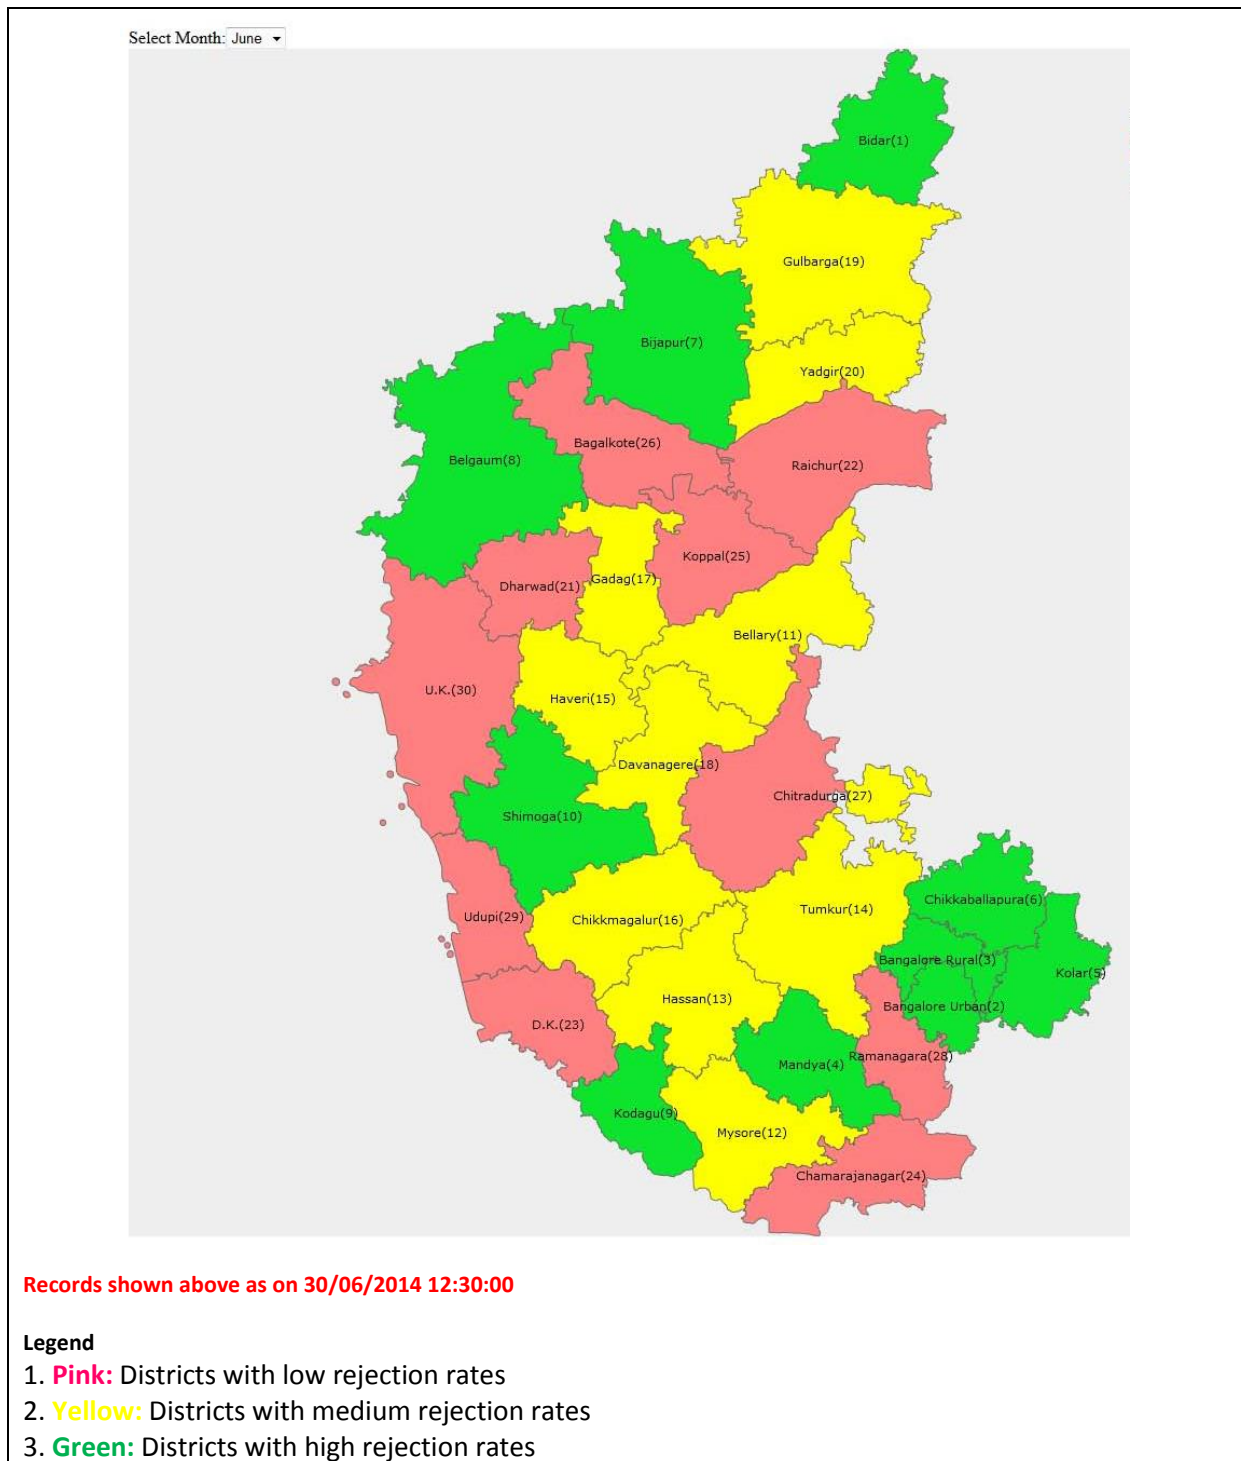 Select Month: June
Bidar(1)
Gulbarga(19)
Bijapur(7)
Yadgir(20)
Bagalkote(26)
Belgaum(8)
Raichur(22)
Koppal(25)
Gadag(17)
Dharwad(21)
Bellary(11)
U.K.(30)
Haveri(15)
Davanagere(18)
Chitradurga(27)
Shimoga(10)
Chikkaballapura(6)
Tumkur(14)
Udupi(29)
Chikkmagalur(16)
Bangalore Rural(3)
Kolar(5)
Hassan(13)
Bangalore Urban(2)
D.K.(23)
Ramanagara(28)
Mandya(4)
Kodagu(9)
Mysore(12)
Chamarajanagar(24)
Records shown above as on 30/06/2014 12:30:00
Legend
1. Pink: Districts with low rejection rates
2. Yellow: Districts with medium rejection rates
3. Green: Districts with high rejection rates